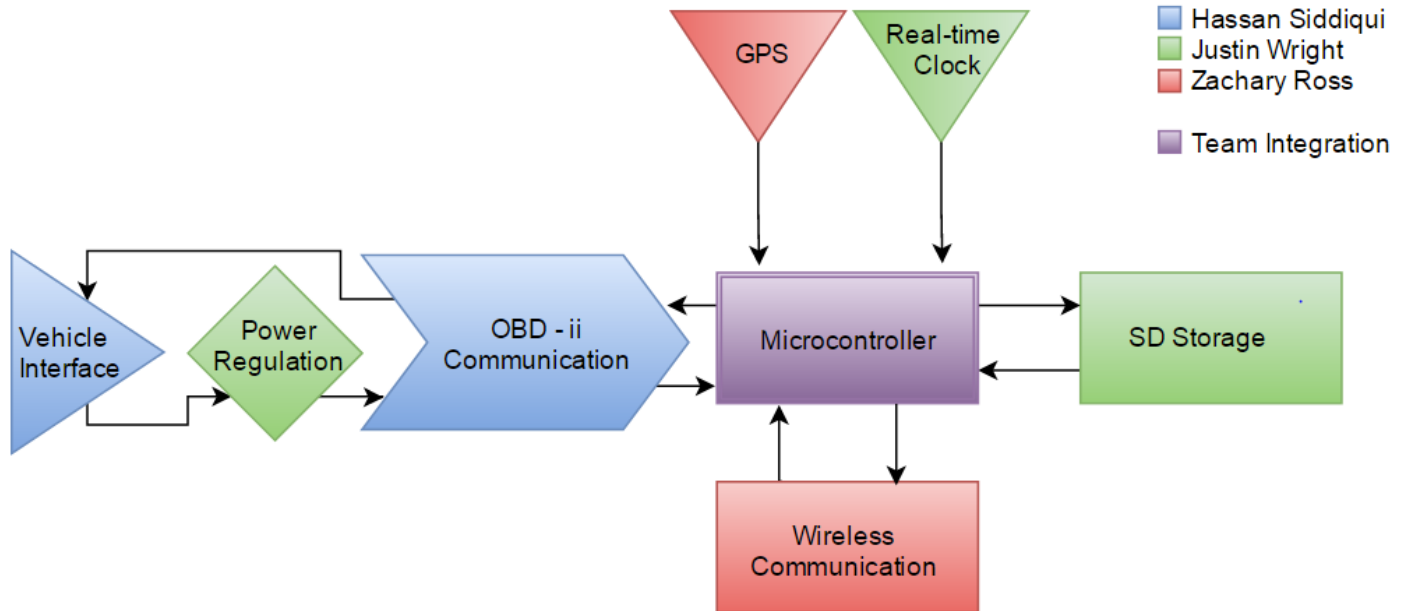 GPS
Real-time
Clock
Hassan Siddiqui
Justin Wright
Zachary Ross
Team Integration
Vehicle
Interface
Power
Regulation
OBD - ii
Communication
Microcontroller
SD Storage
Wireless
Communication